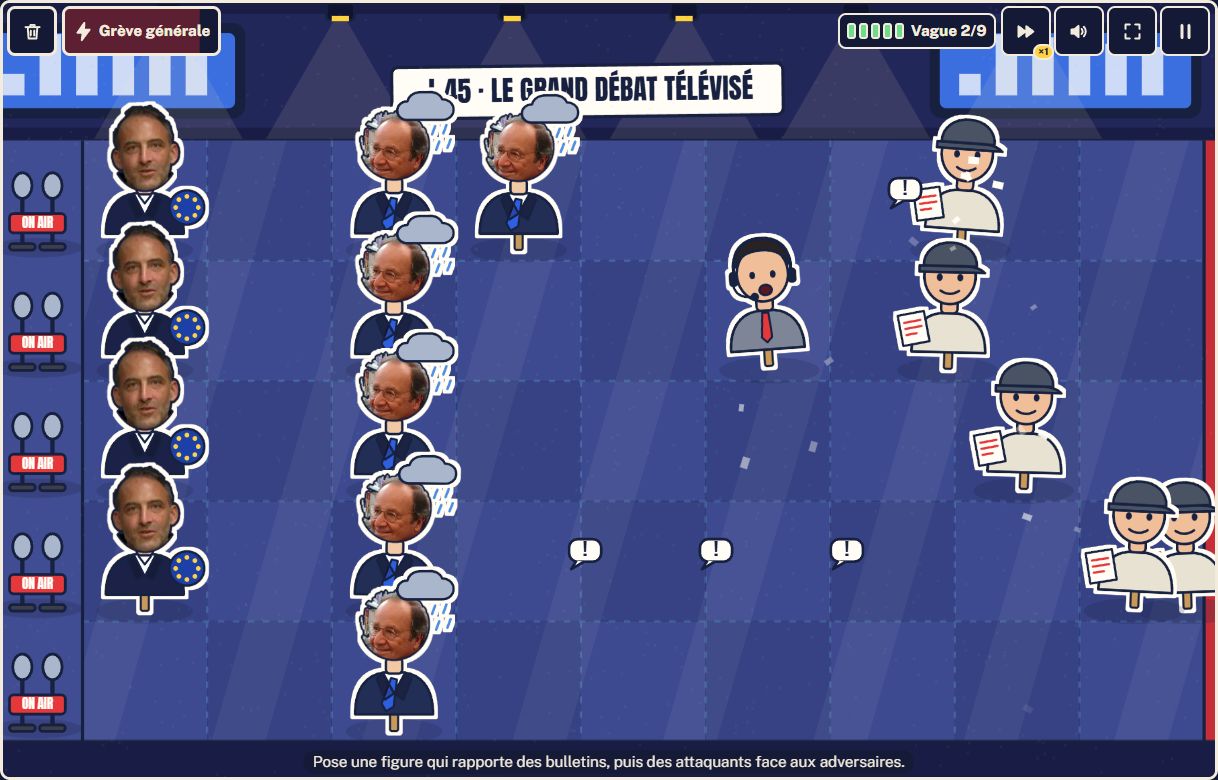 Grève générale
Vague 2/9
×1
J-45 · LE GRAND DÉBAT TÉLÉVISÉ
!
ON AIR
ON AIR
ON AIR
! ! !
ON AIR
ON AIR
Pose une figure qui rapporte des bulletins, puis des attaquants face aux adversaires.